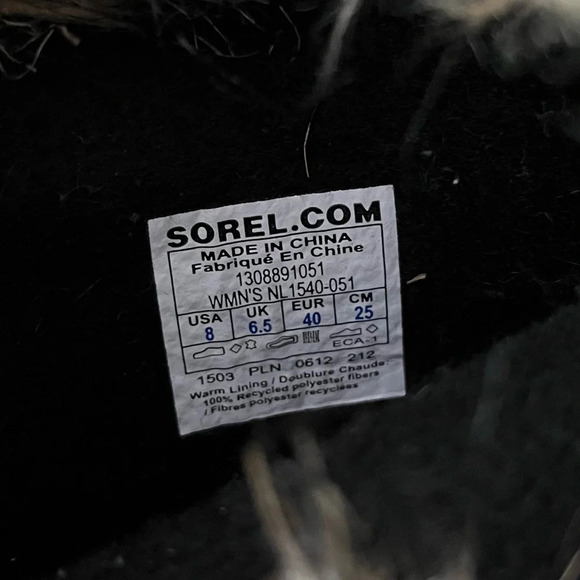 SOREL.COM
MADE IN CHINA
Fabriqué En Chine
1308891051
WMN'S NL1540-051
USA UK EUR CM
8 6.5 40 25
ECA-1
1503 PLN 0612 212
Warm Lining / Doublure Chaude:
100% Recycled polyester fibers
/ Fibres polyester recyclees